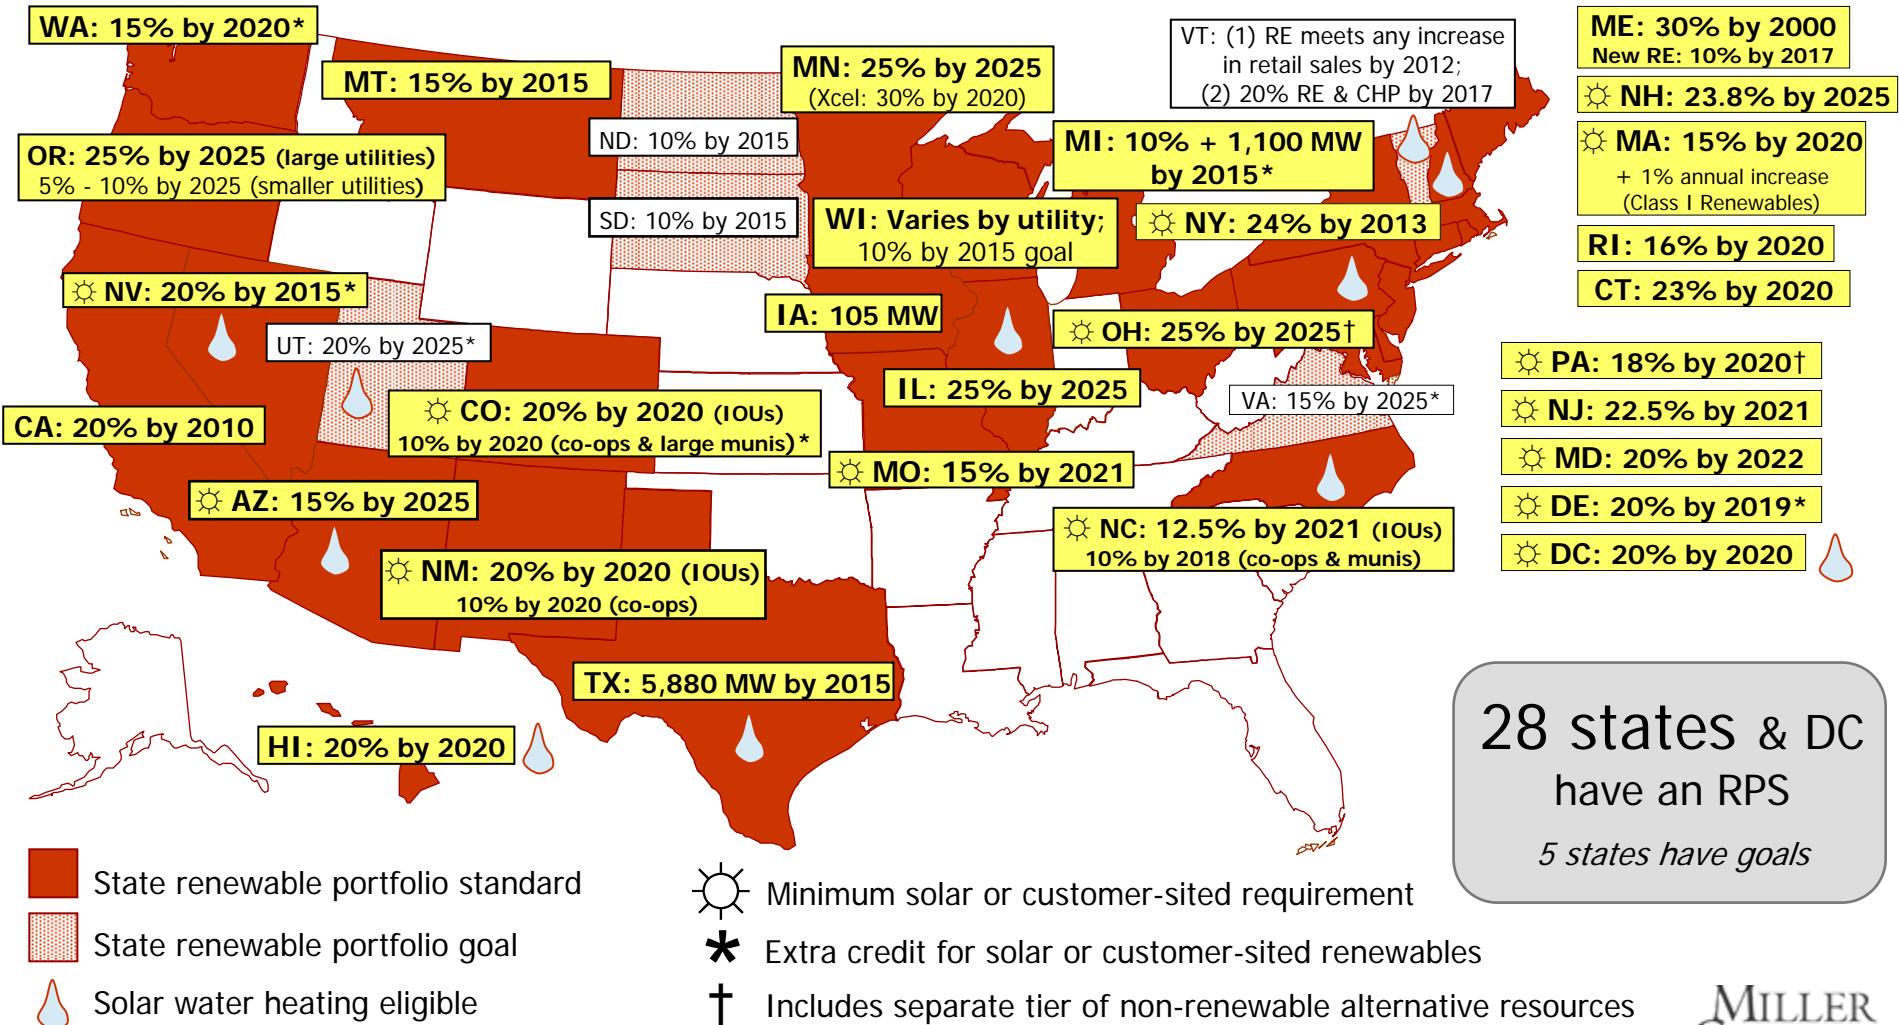 WA: 15% by 2020*
MT: 15% by 2015
MN: 25% by 2025
(Xcel: 30% by 2020)
VT: (1) RE meets any increase
in retail sales by 2012;
(2) 20% RE & CHP by 2017
ME: 30% by 2000
New RE: 10% by 2017
NH: 23.8% by 2025
MA: 15% by 2020
+ 1% annual increase
(Class I Renewables)
RI: 16% by 2020
CT: 23% by 2020
OR: 25% by 2025 (large utilities)
5% - 10% by 2025 (smaller utilities)
ND: 10% by 2015
SD: 10% by 2015
MI: 10% + 1,100 MW
by 2015*
WI: Varies by utility;
10% by 2015 goal
NY: 24% by 2013
NV: 20% by 2015*
UT: 20% by 2025*
IA: 105 MW
OH: 25% by 2025†
PA: 18% by 2020†
NJ: 22.5% by 2021
MD: 20% by 2022
DE: 20% by 2019*
DC: 20% by 2020
CA: 20% by 2010
CO: 20% by 2020 (IOUs)
10% by 2020 (co-ops & large munis)*
IL: 25% by 2025
VA: 15% by 2025*
MO: 15% by 2021
AZ: 15% by 2025
NC: 12.5% by 2021 (IOUs)
10% by 2018 (co-ops & munis)
NM: 20% by 2020 (IOUs)
10% by 2020 (co-ops)
TX: 5,880 MW by 2015
HI: 20% by 2020
28 states & DC
have an RPS
5 states have goals
State renewable portfolio standard
State renewable portfolio goal
Solar water heating eligible
Minimum solar or customer-sited requirement
* Extra credit for solar or customer-sited renewables
† Includes separate tier of non-renewable alternative resources
MILLER